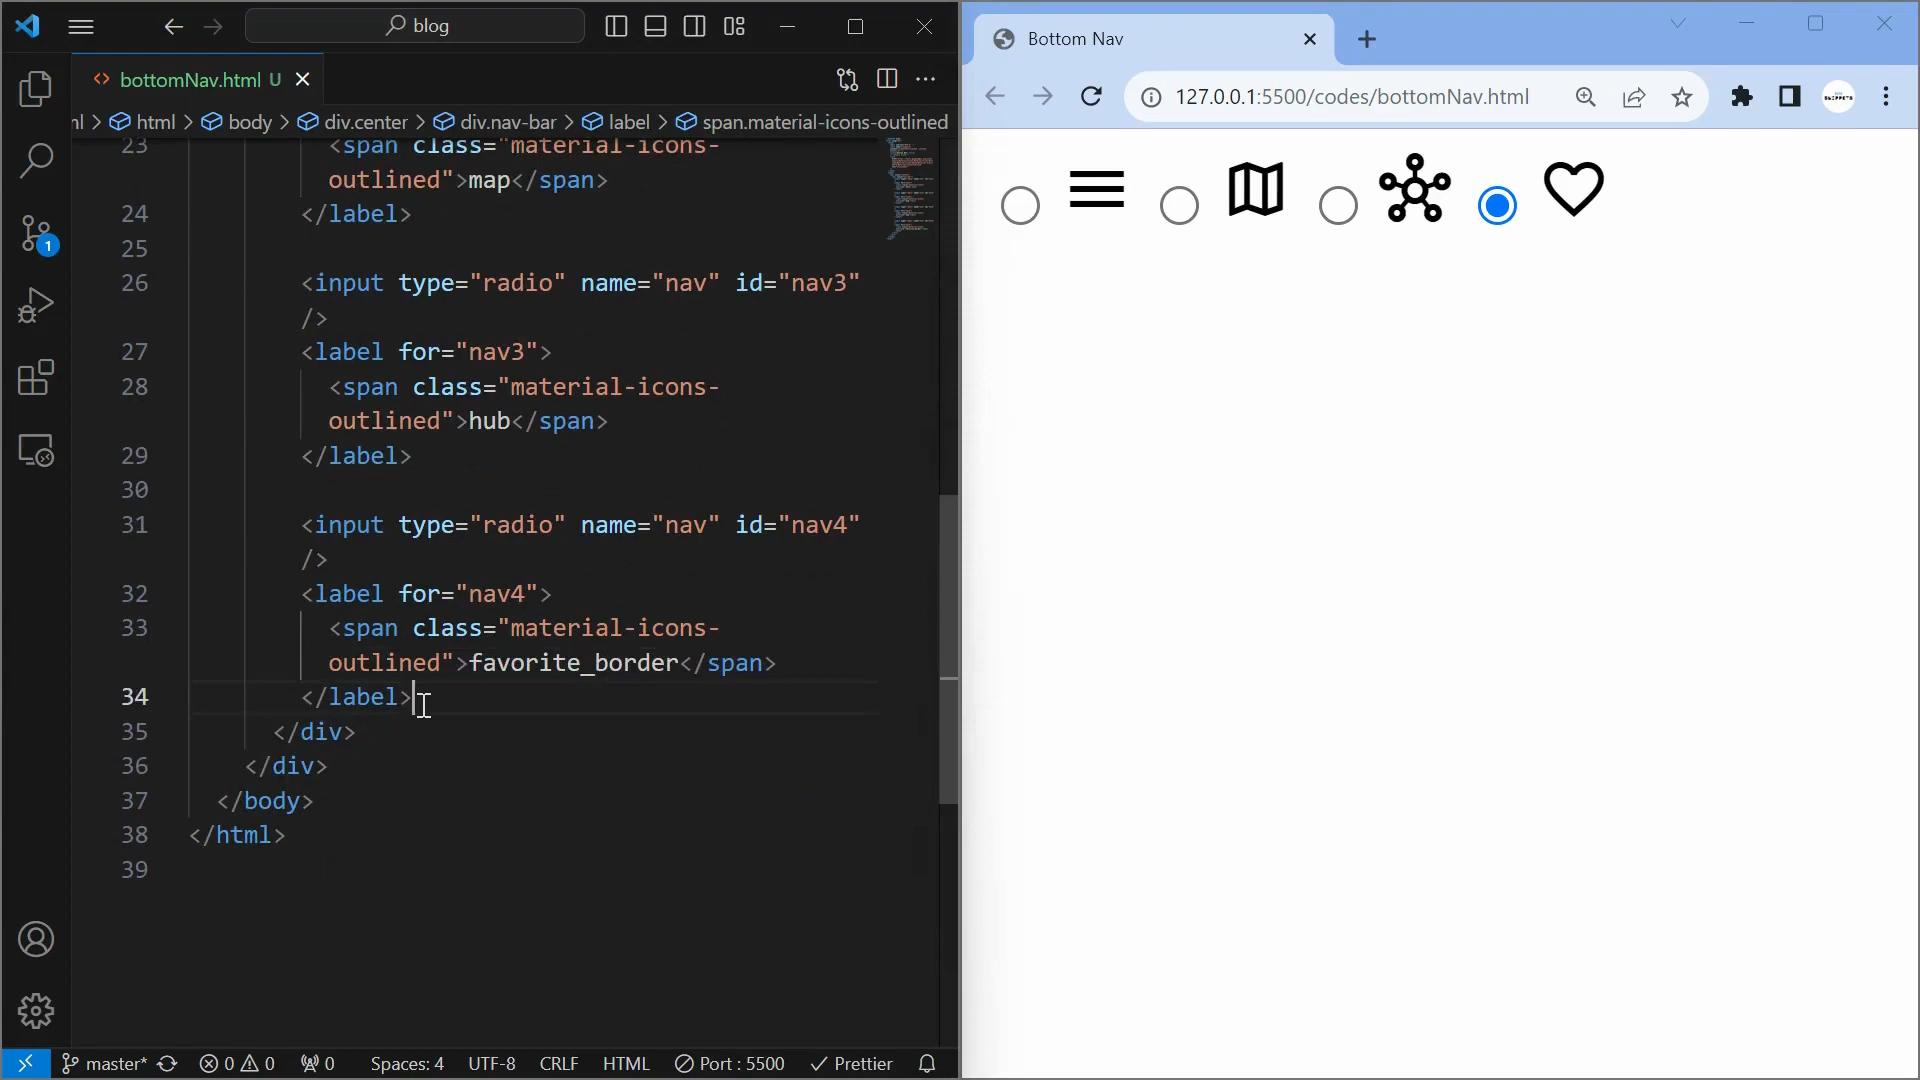 blog
Bottom Nav
bottomNav.html U
127.0.0.1:5500/codes/bottomNav.html
html > body > div.center > div.nav-bar > label > span.material-icons-outlined
23 <span class="material-icons-
outlined">map</span>
24 </label>
25
26 <input type="radio" name="nav" id="nav3"
/>
27 <label for="nav3">
28 <span class="material-icons-
outlined">hub</span>
29 </label>
30
31 <input type="radio" name="nav" id="nav4"
/>
32 <label for="nav4">
33 <span class="material-icons-
outlined">favorite_border</span>
34 </label>
35 </div>
36 </div>
37 </body>
38 </html>
39
1
master* 0 0 0 Spaces: 4 UTF-8 CRLF HTML Port : 5500 Prettier